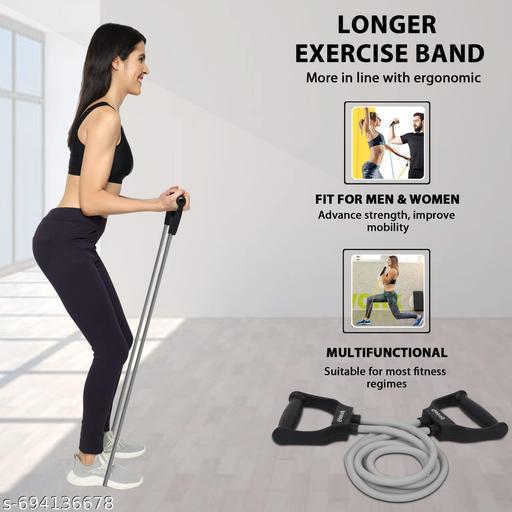 LONGER
EXERCISE BAND
More in line with ergonomic
FIT FOR MEN & WOMEN
Advance strength, improve
mobility
MULTIFUNCTIONAL
Suitable for most fitness
regimes
s-694136678